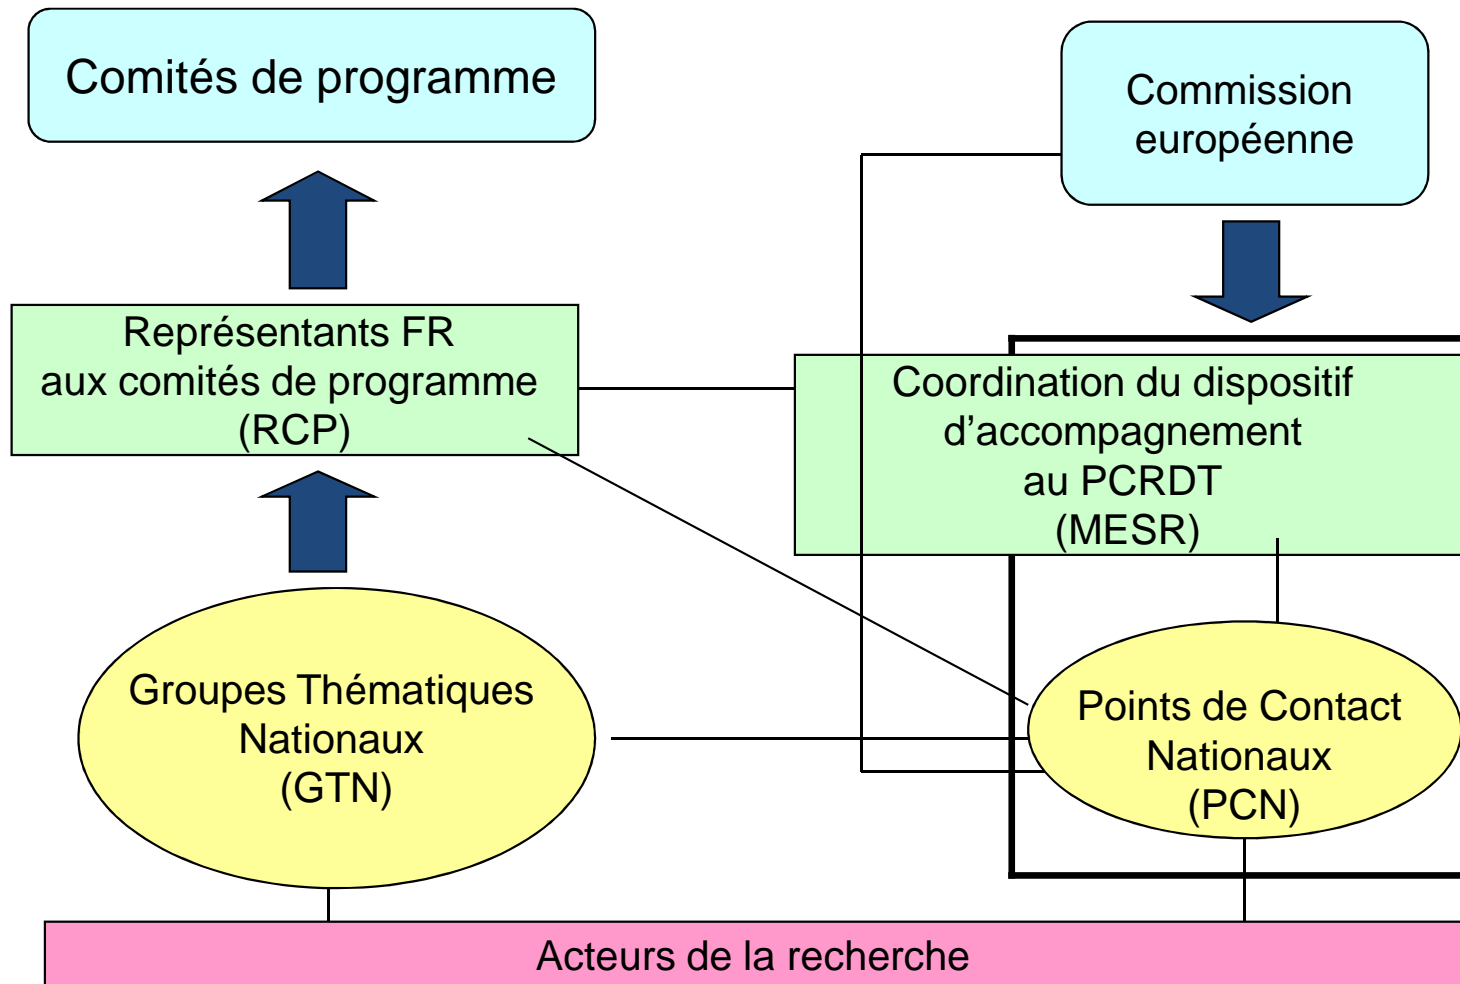 Comités de programme
Commission
européenne
Représentants FR
aux comités de programme
(RCP)
Coordination du dispositif
d’accompagnement
au PCRDT
(MESR)
Groupes Thématiques
Nationaux
(GTN)
Points de Contact
Nationaux
(PCN)
Acteurs de la recherche